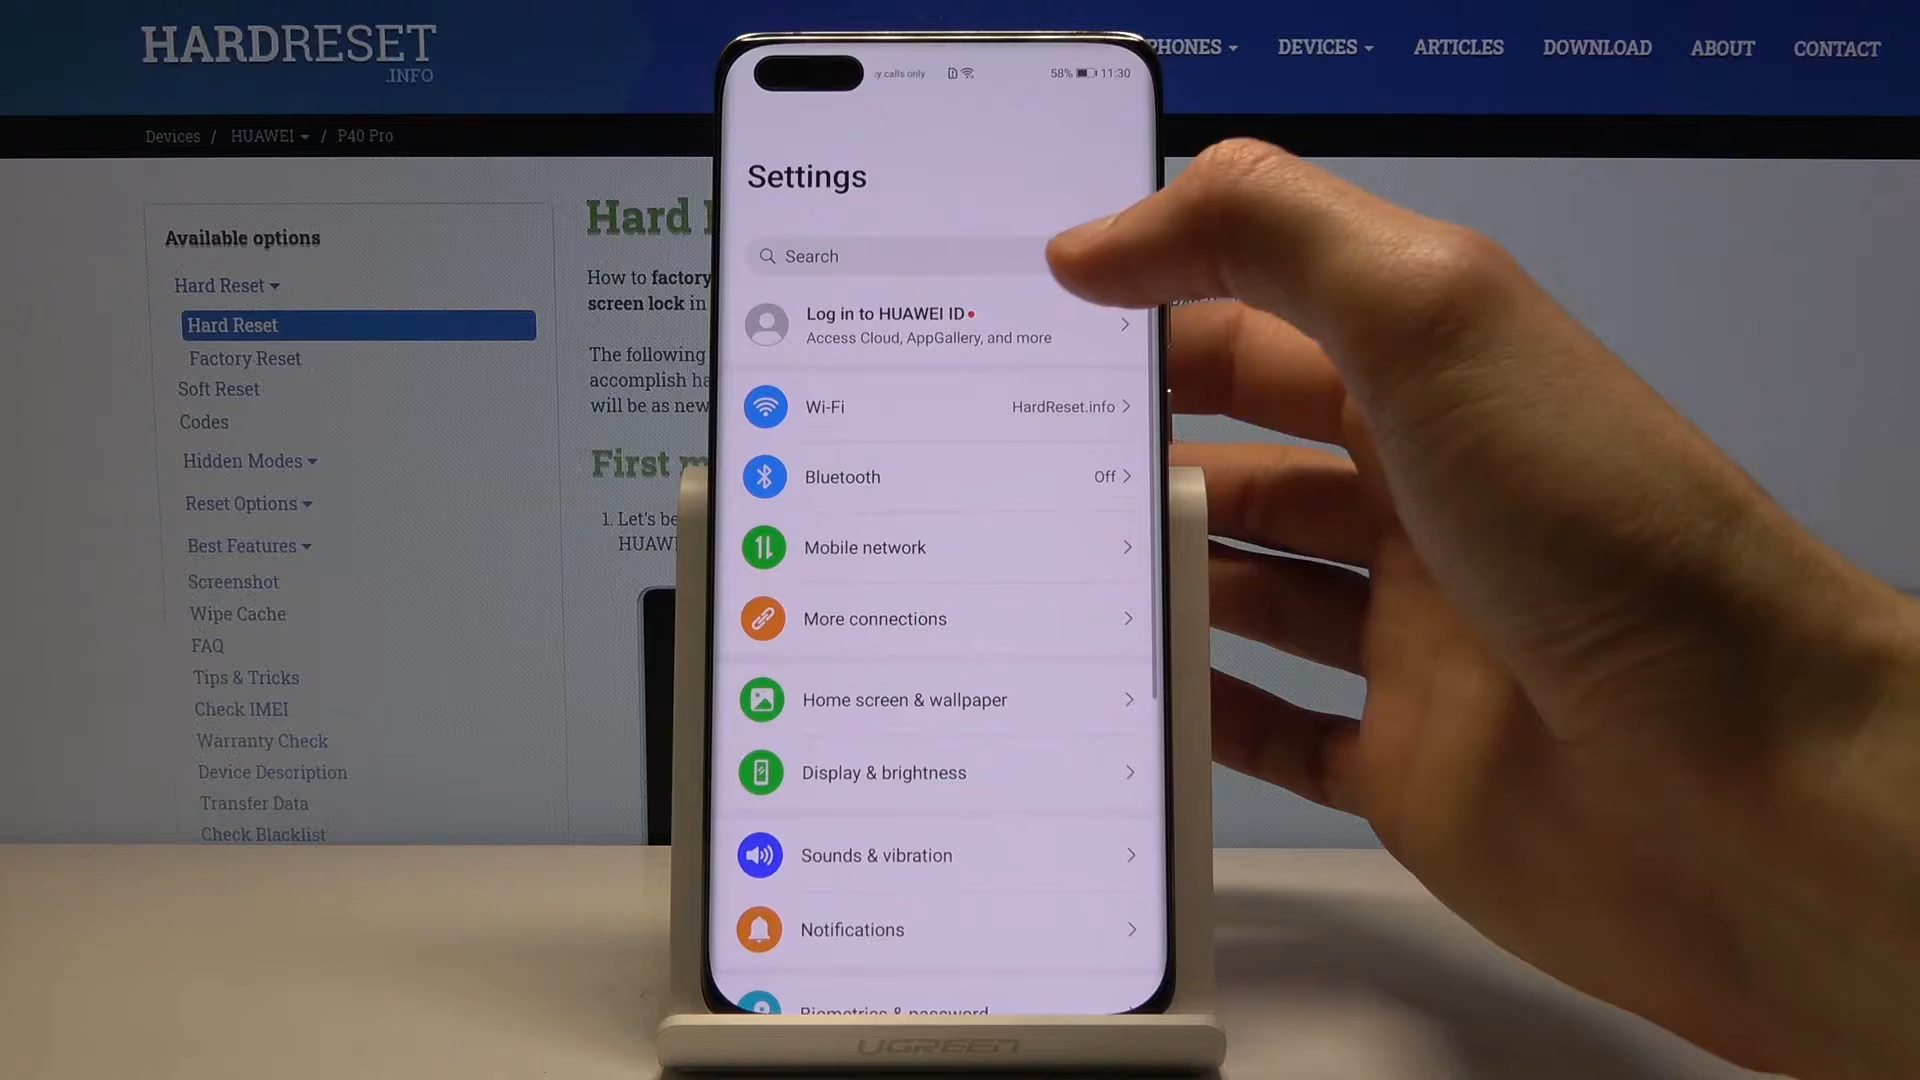 HARDRESET
.INFO
PHONES
DEVICES
ARTICLES
DOWNLOAD
ABOUT
CONTACT
Devices / HUAWEI / P40 Pro
Available options
Hard Reset
Hard Reset
Factory Reset
Soft Reset
Codes
Hidden Modes
Reset Options
Best Features
Screenshot
Wipe Cache
FAQ
Tips & Tricks
Check IMEI
Warranty Check
Device Description
Transfer Data
Check Blacklist
Hard
How to factory
screen lock in
The following
accomplish ha
will be as new
First m
1. Let's be
HUAWI
y calls only
58% 11:30
Settings
Search
Log in to HUAWEI ID
Access Cloud, AppGallery, and more
Wi-Fi HardReset.info
Bluetooth Off
Mobile network
More connections
Home screen & wallpaper
Display & brightness
Sounds & vibration
Notifications
Biometrics & password
UGREEN